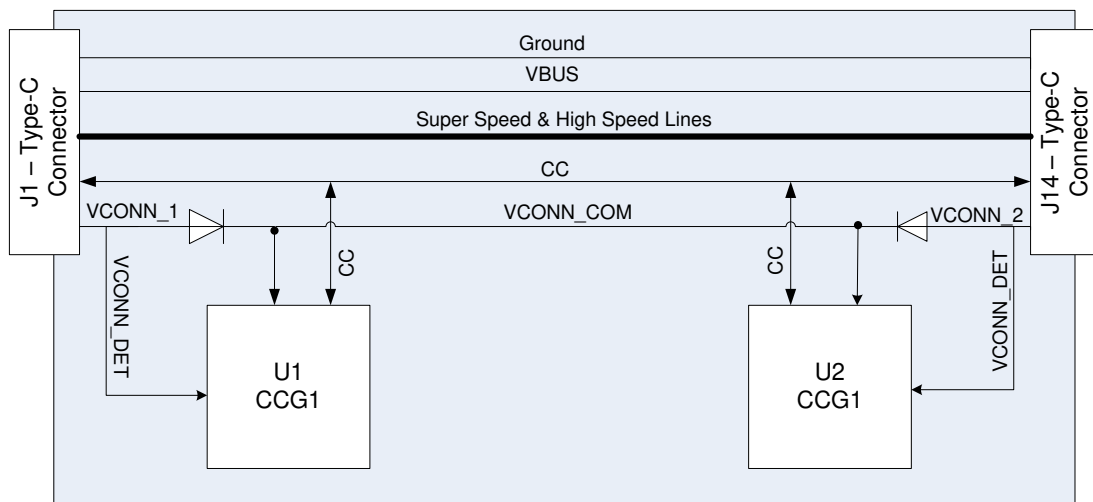 Ground
VBUS
Super Speed & High Speed Lines
CC
J1 – Type-C
Connector
J14 – Type-C
Connector
VCONN_1
VCONN_COM
VCONN_2
VCONN_DET
CC
CC
VCONN_DET
U1
CCG1
U2
CCG1